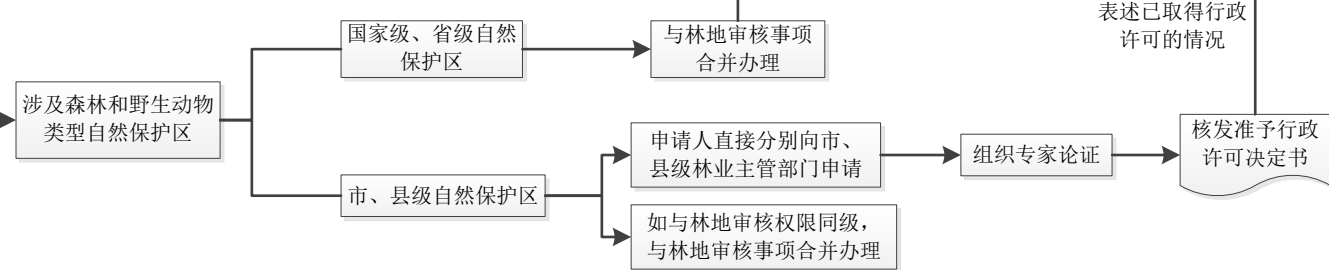 表述已取得行政
许可的情况
国家级、省级自然
保护区
与林地审核事项
合并办理
涉及森林和野生动物
类型自然保护区
申请人直接分别向市、
县级林业主管部门申请
组织专家论证
核发准予行政
许可决定书
市、县级自然保护区
如与林地审核权限同级，
与林地审核事项合并办理